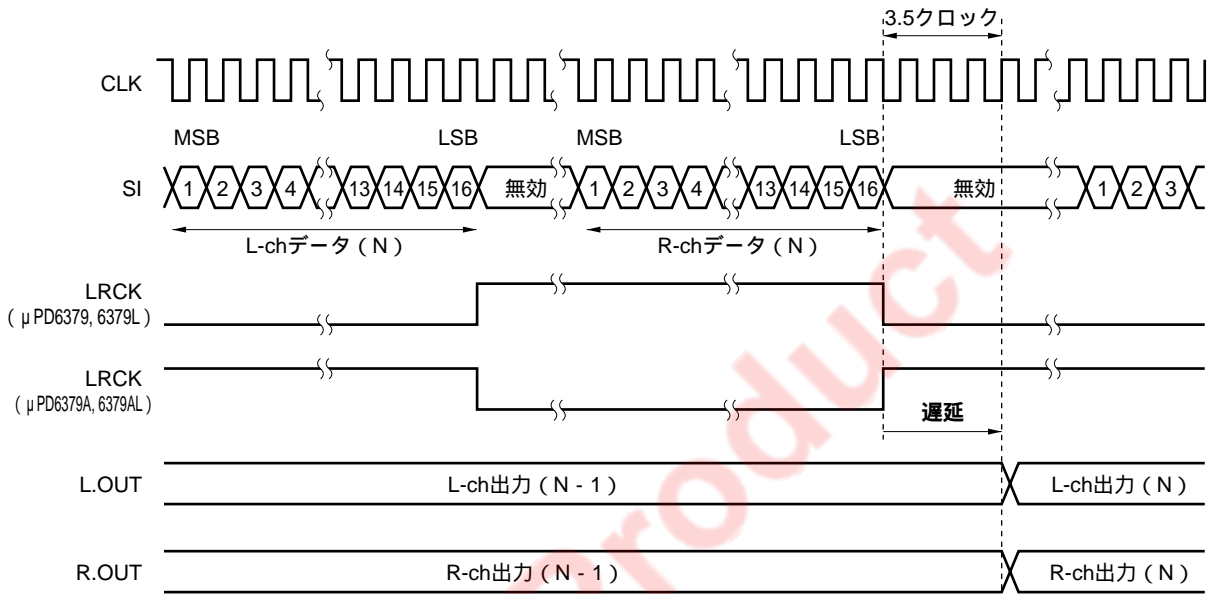 3.5クロック
CLK
MSB LSB MSB LSB
SI 1 2 3 4 13 14 15 16 無効 1 2 3 4 13 14 15 16 無効 1 2 3
L-chデータ（N） R-chデータ（N）
LRCK
（μPD6379, 6379L）
LRCK
（μPD6379A, 6379AL）
遅延
L.OUT L-ch出力（N - 1） L-ch出力（N）
R.OUT R-ch出力（N - 1） R-ch出力（N）
Product